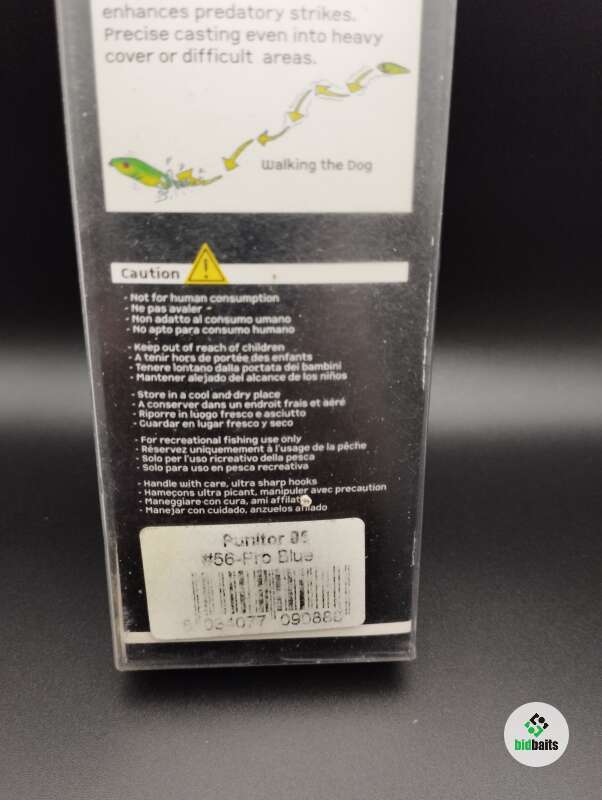 enhances predatory strikes.
Precise casting even into heavy
cover or difficult areas.
Walking the Dog
Caution
- Not for human consumption
- Ne pas avaler -
- Non adatto al consumo umano
- No apto para consumo humano
- Keep out of reach of children
- A tenir hors de portée des enfants
- Tenere lontano dalla portata dei bambini
- Mantener alejado del alcance de los niños
- Store in a cool and dry place
- A conserver dans un endroit frais et aéré
- Riporre in luogo fresco e asciutto
- Guardar en lugar fresco y seco
- For recreational fishing use only
- Réservez uniquement à l'usage de la pêche
- Solo per l'uso ricreativo della pesca
- Solo para uso en pesca recreativa
- Handle with care, ultra sharp hooks
- Hameçons ultra picant, manipuler avec precaution
- Maneggiare con cura, ami
- Manejar con cuidado, anzuelos afilado
Punitor
#56-Pro Blue
bidbaits